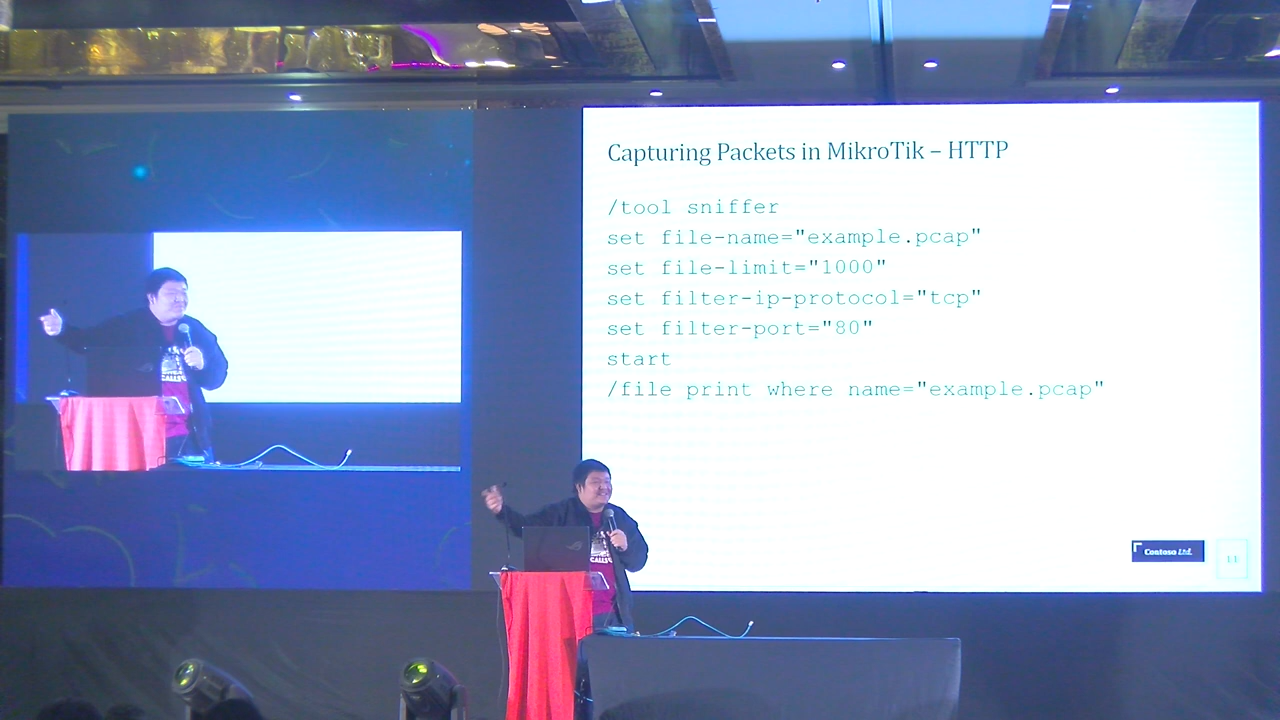 Capturing Packets in MikroTik – HTTP
/tool sniffer
set file-name="example.pcap"
set file-limit="1000"
set filter-ip-protocol="tcp"
set filter-port="80"
start
/file print where name="example.pcap"
Contoso Ltd.